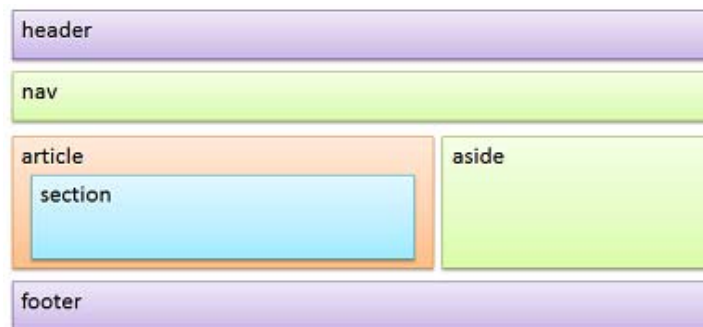 header
nav
article
aside
section
footer